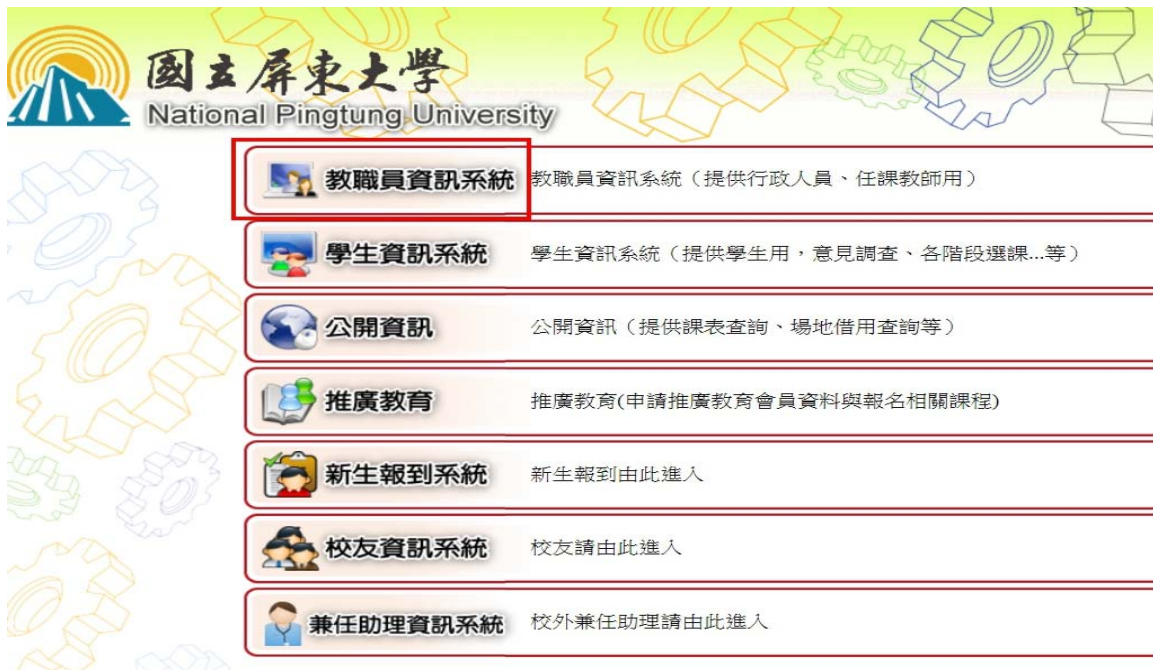 國立屏東大學
National Pingtung University
教職員資訊系統 教職員資訊系統（提供行政人員、任課教師用）
學生資訊系統 學生資訊系統（提供學生用，意見調查、各階段選課...等）
公開資訊 公開資訊（提供課表查詢、場地借用查詢等）
推廣教育 推廣教育(申請推廣教育會員資料與報名相關課程)
新生報到系統 新生報到由此進入
校友資訊系統 校友請由此進入
兼任助理資訊系統 校外兼任助理請由此進入